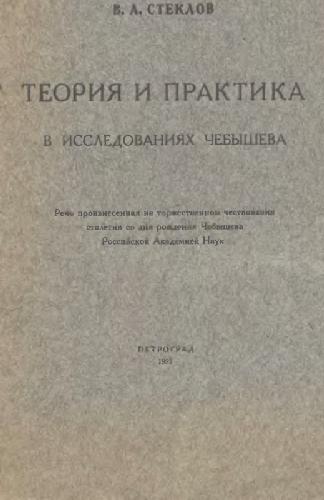 В. А. СТЕКЛОВ
ТЕОРИЯ И ПРАКТИКА
В ИССЛЕДОВАНИЯХ ЧЕБЫШЕВА
Речь произнесенная на торжественном чествовании
столетия со дня рождения Чебышева
Российской Академией Наук
ПЕТРОГРАД